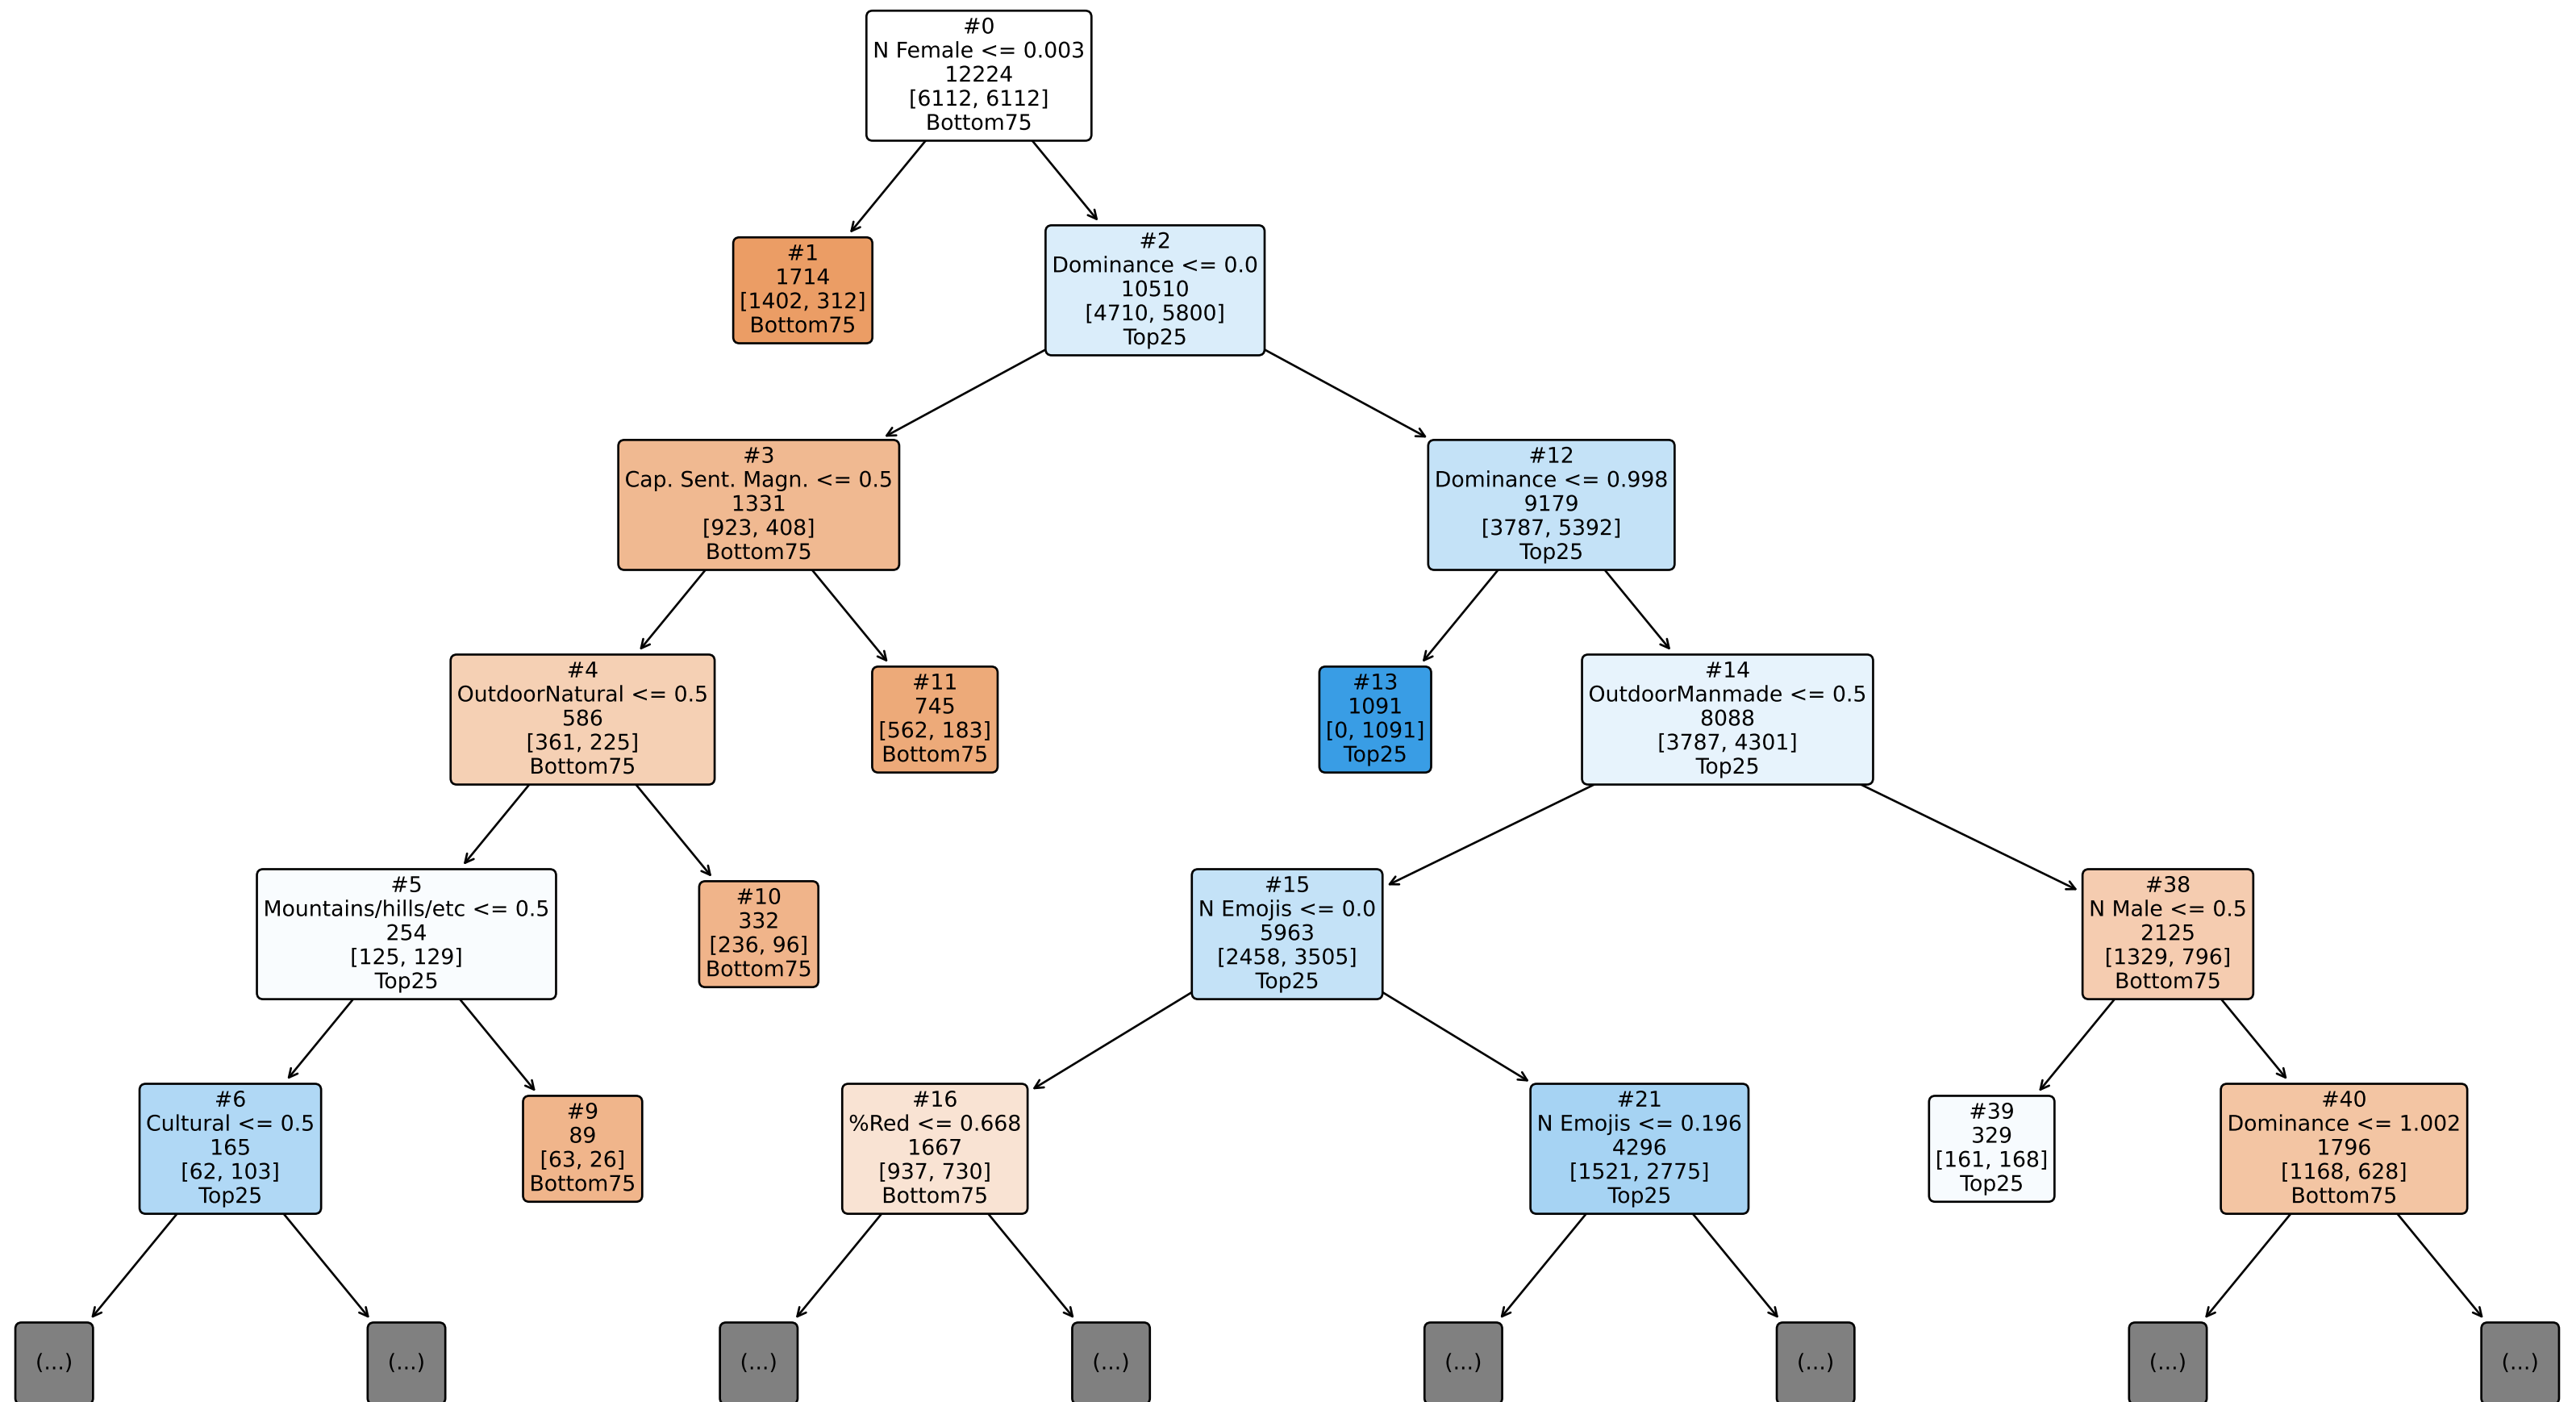 #0
N Female <= 0.003
12224
[6112, 6112]
Bottom75
#1
1714
[1402, 312]
Bottom75
#2
Dominance <= 0.0
10510
[4710, 5800]
Top25
#3
Cap. Sent. Magn. <= 0.5
1331
[923, 408]
Bottom75
#12
Dominance <= 0.998
9179
[3787, 5392]
Top25
#4
OutdoorNatural <= 0.5
586
[361, 225]
Bottom75
#11
745
[562, 183]
Bottom75
#13
1091
[0, 1091]
Top25
#14
OutdoorManmade <= 0.5
8088
[3787, 4301]
Top25
#5
Mountains/hills/etc <= 0.5
254
[125, 129]
Top25
#10
332
[236, 96]
Bottom75
#15
N Emojis <= 0.0
5963
[2458, 3505]
Top25
#38
N Male <= 0.5
2125
[1329, 796]
Bottom75
#6
Cultural <= 0.5
165
[62, 103]
Top25
#9
89
[63, 26]
Bottom75
#16
%Red <= 0.668
1667
[937, 730]
Bottom75
#21
N Emojis <= 0.196
4296
[1521, 2775]
Top25
#39
329
[161, 168]
Top25
#40
Dominance <= 1.002
1796
[1168, 628]
Bottom75
(...)
(...)
(...)
(...)
(...)
(...)
(...)
(...)